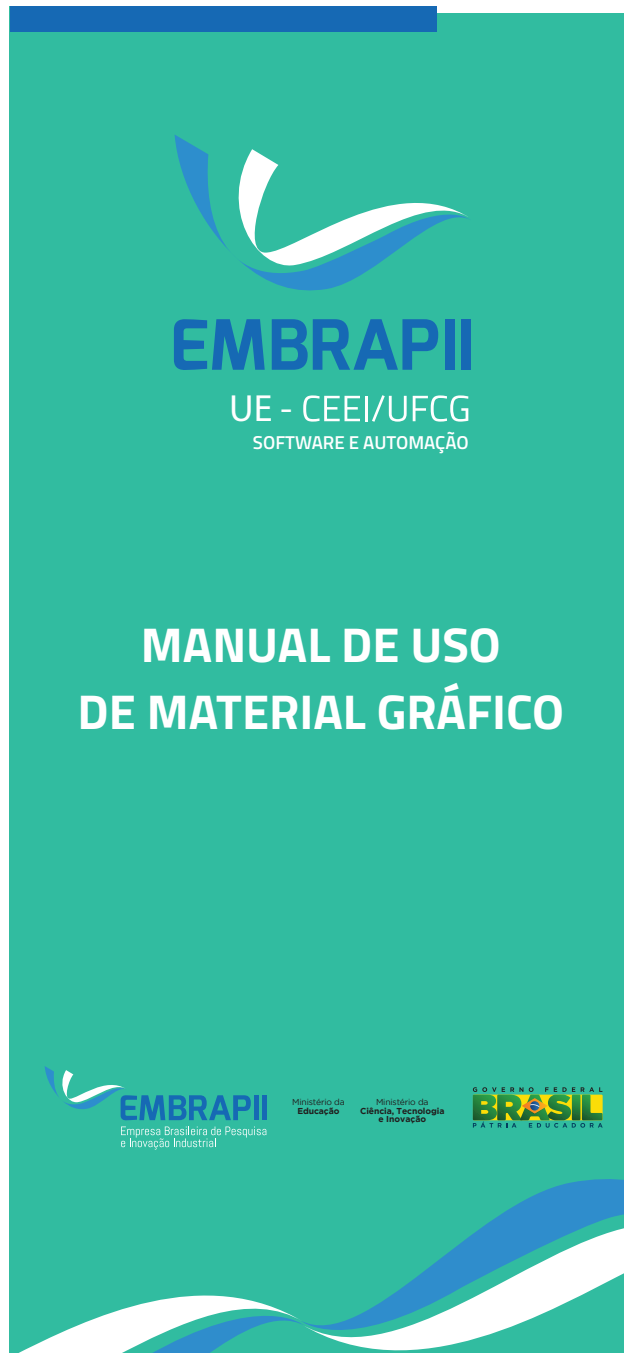 EMBRAPII
UE - CEEI/UFCG
SOFTWARE E AUTOMAÇÃO
MANUAL DE USO
DE MATERIAL GRÁFICO
EMBRAPII
Empresa Brasileira de Pesquisa
e Inovação Industrial
Ministério da
Educação
Ministério da
Ciência, Tecnologia
e Inovação
GOVERNO FEDERAL
BRASIL
PÁTRIA EDUCADORA